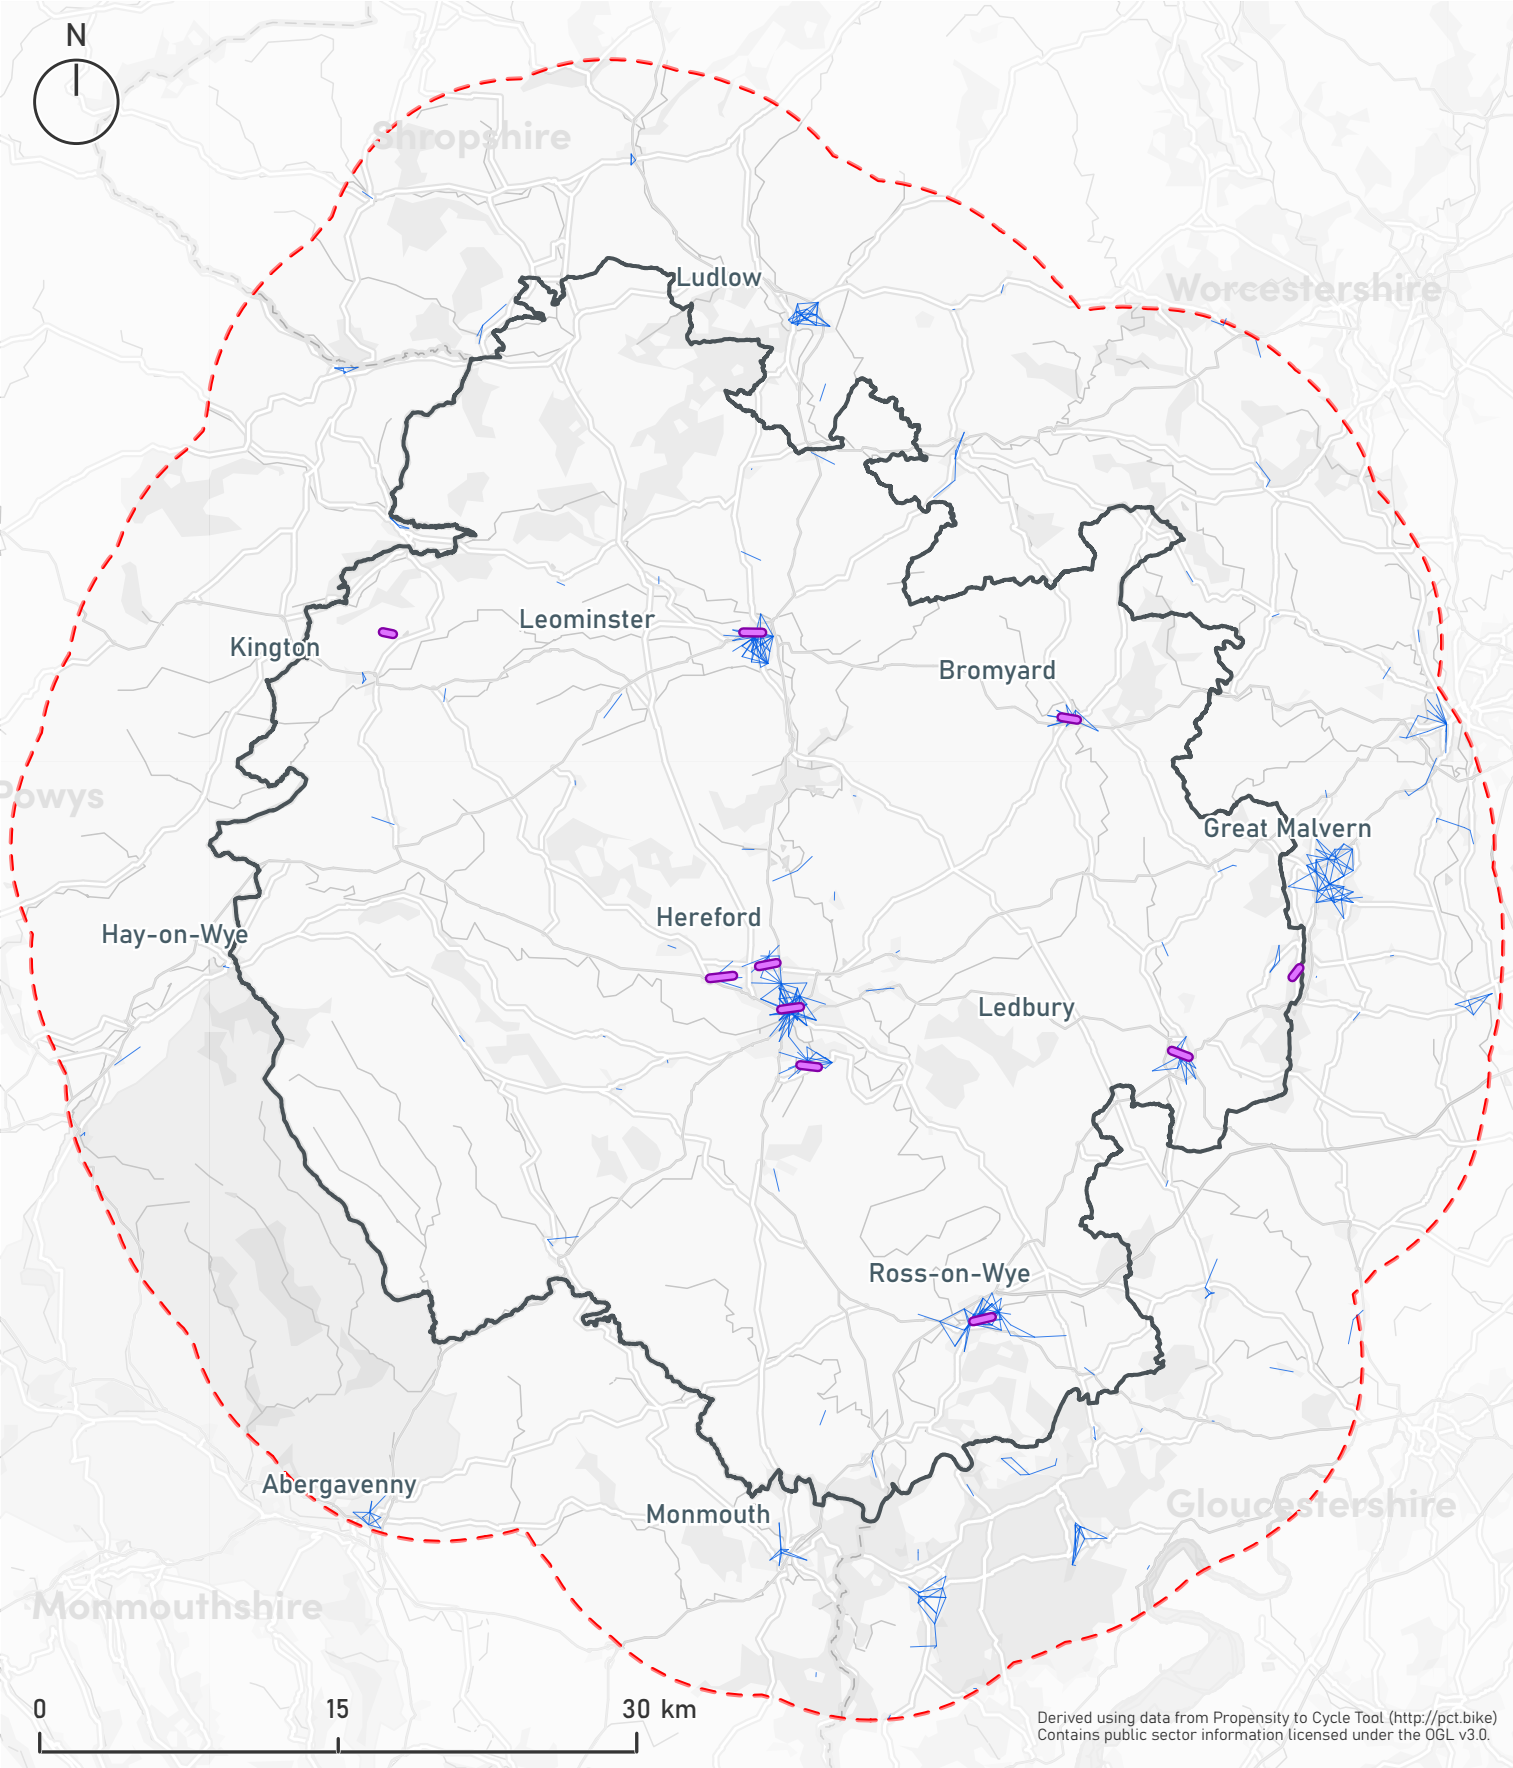 N
Shropshire
Ludlow
Worcestershire
Leominster
Kington
Bromyard
Powys
Great Malvern
Hereford
Hay-on-Wye
Ledbury
Ross-on-Wye
Abergavenny
Monmouth
Gloucestershire
Monmouthshire
0 15 30 km
Derived using data from Propensity to Cycle Tool (http://pct.bike)
Contains public sector information licensed under the OGL v3.0.